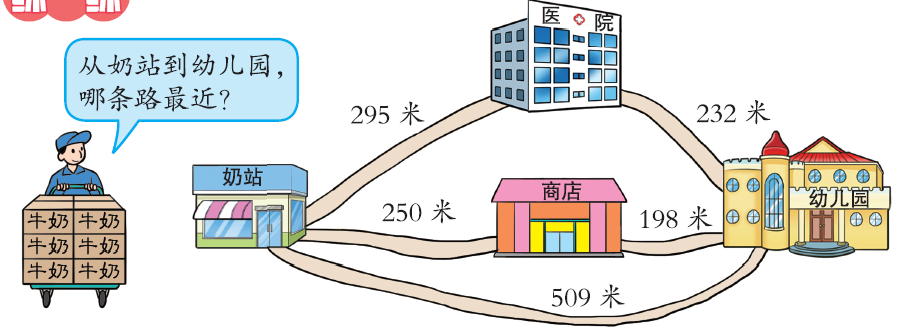 从奶站到幼儿园，
哪条路最近？
医院
295 米
232 米
奶站
商店
幼儿园
250 米
198 米
牛奶 牛奶
牛奶 牛奶
牛奶 牛奶
509 米